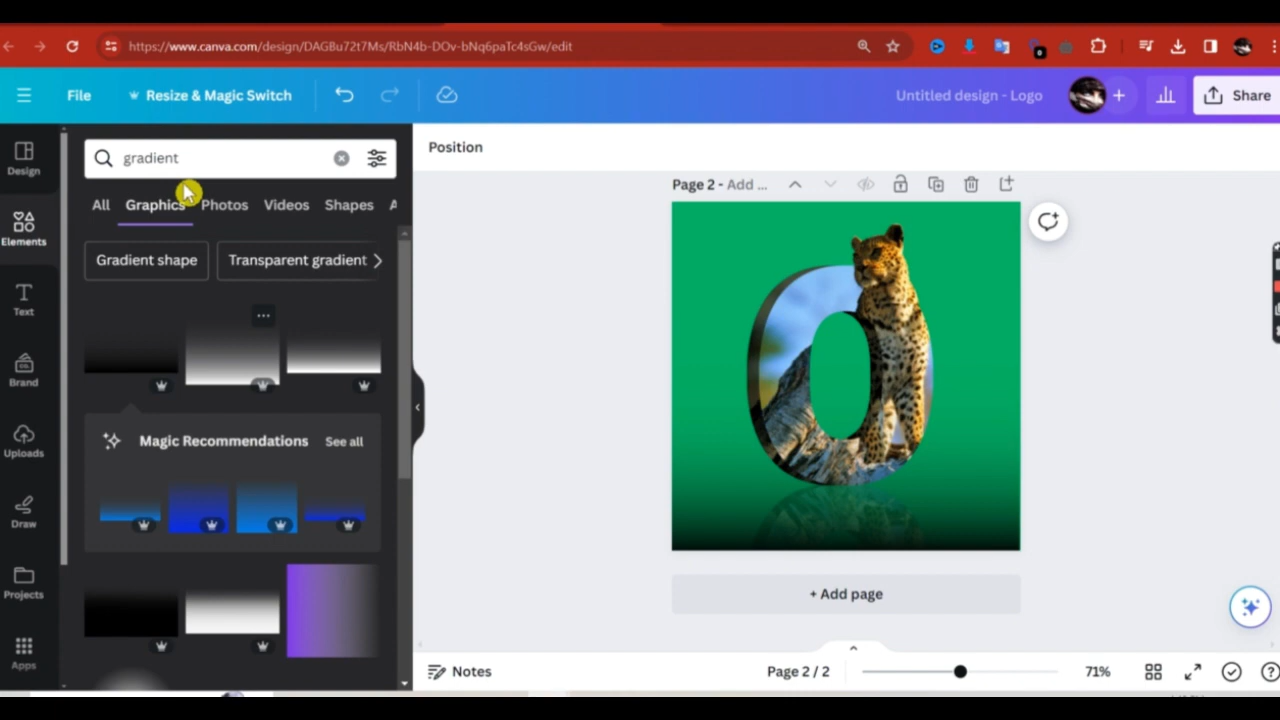 https://www.canva.com/design/DAGBu72t7Ms/RbN4b-DOv-bNq6paTc4sGw/edit
File
Resize & Magic Switch
Untitled design - Logo
Share
Design
Elements
Text
Brand
Uploads
Draw
Projects
Apps
gradient
All Graphics Photos Videos Shapes A
Gradient shape
Transparent gradient
Magic Recommendations See all
Position
Page 2 - Add ...
O
+ Add page
Notes
Page 2 / 2
71%